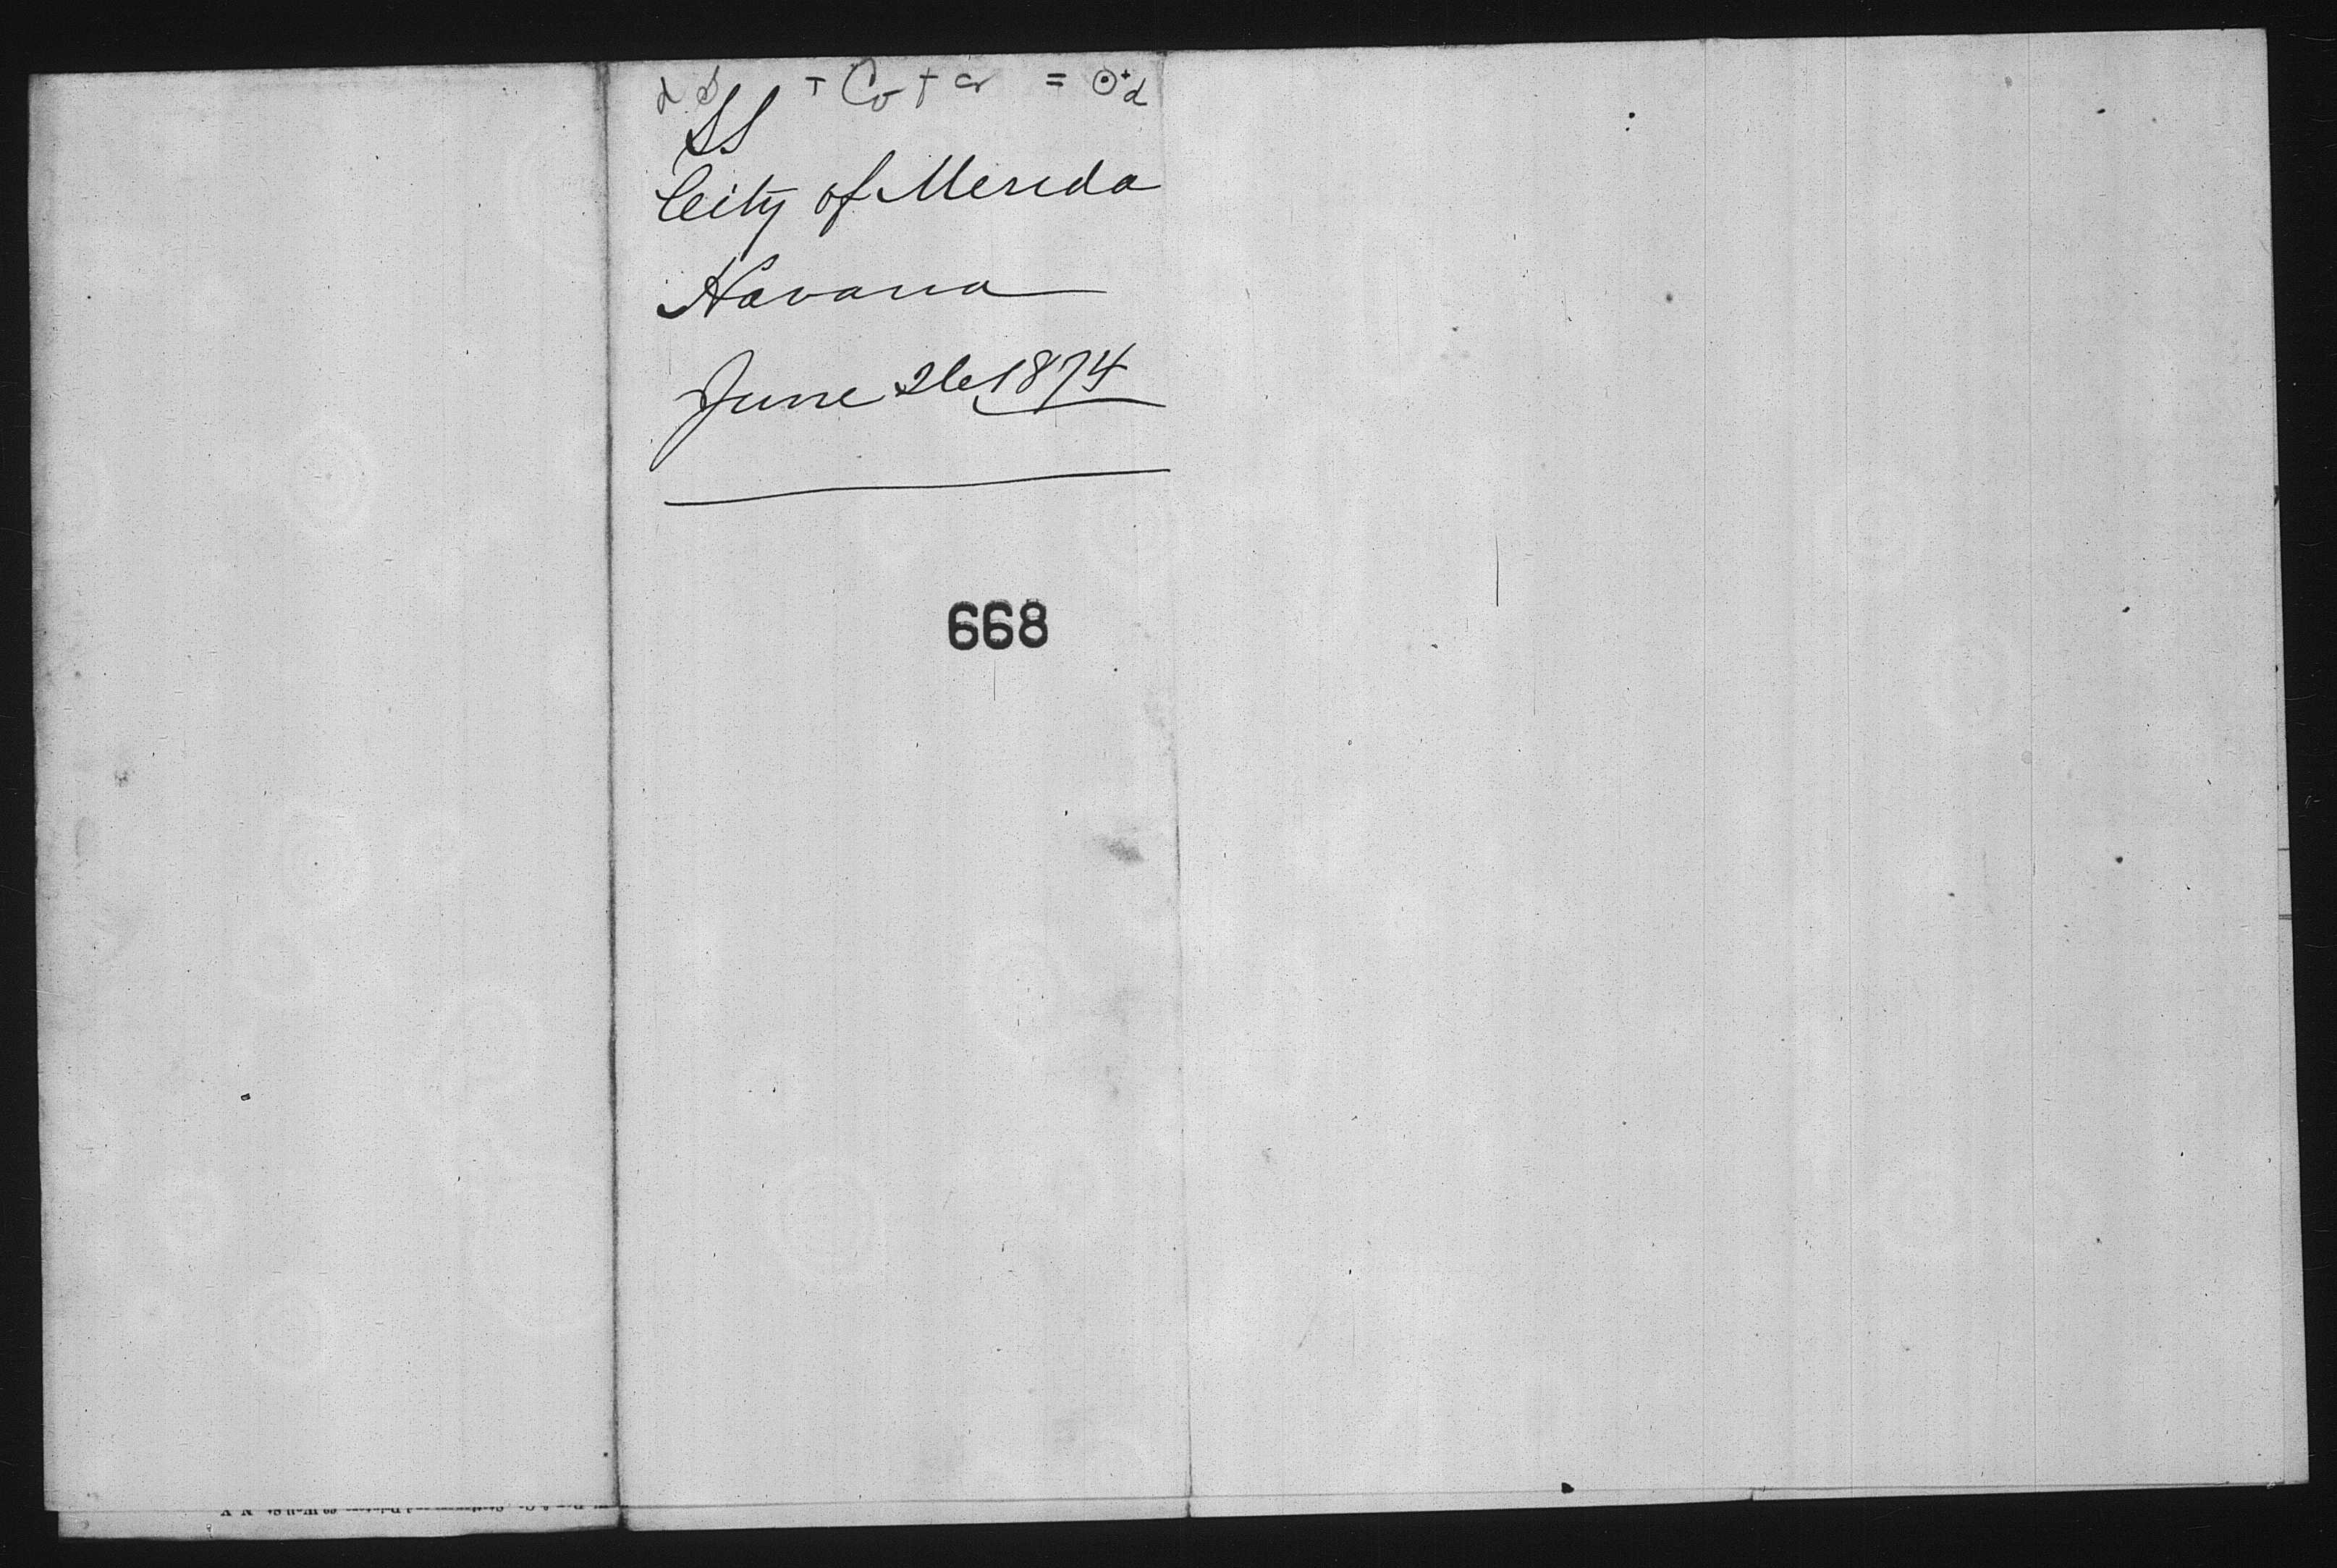 SS
City of Merida
Havana
June 26 1874
668